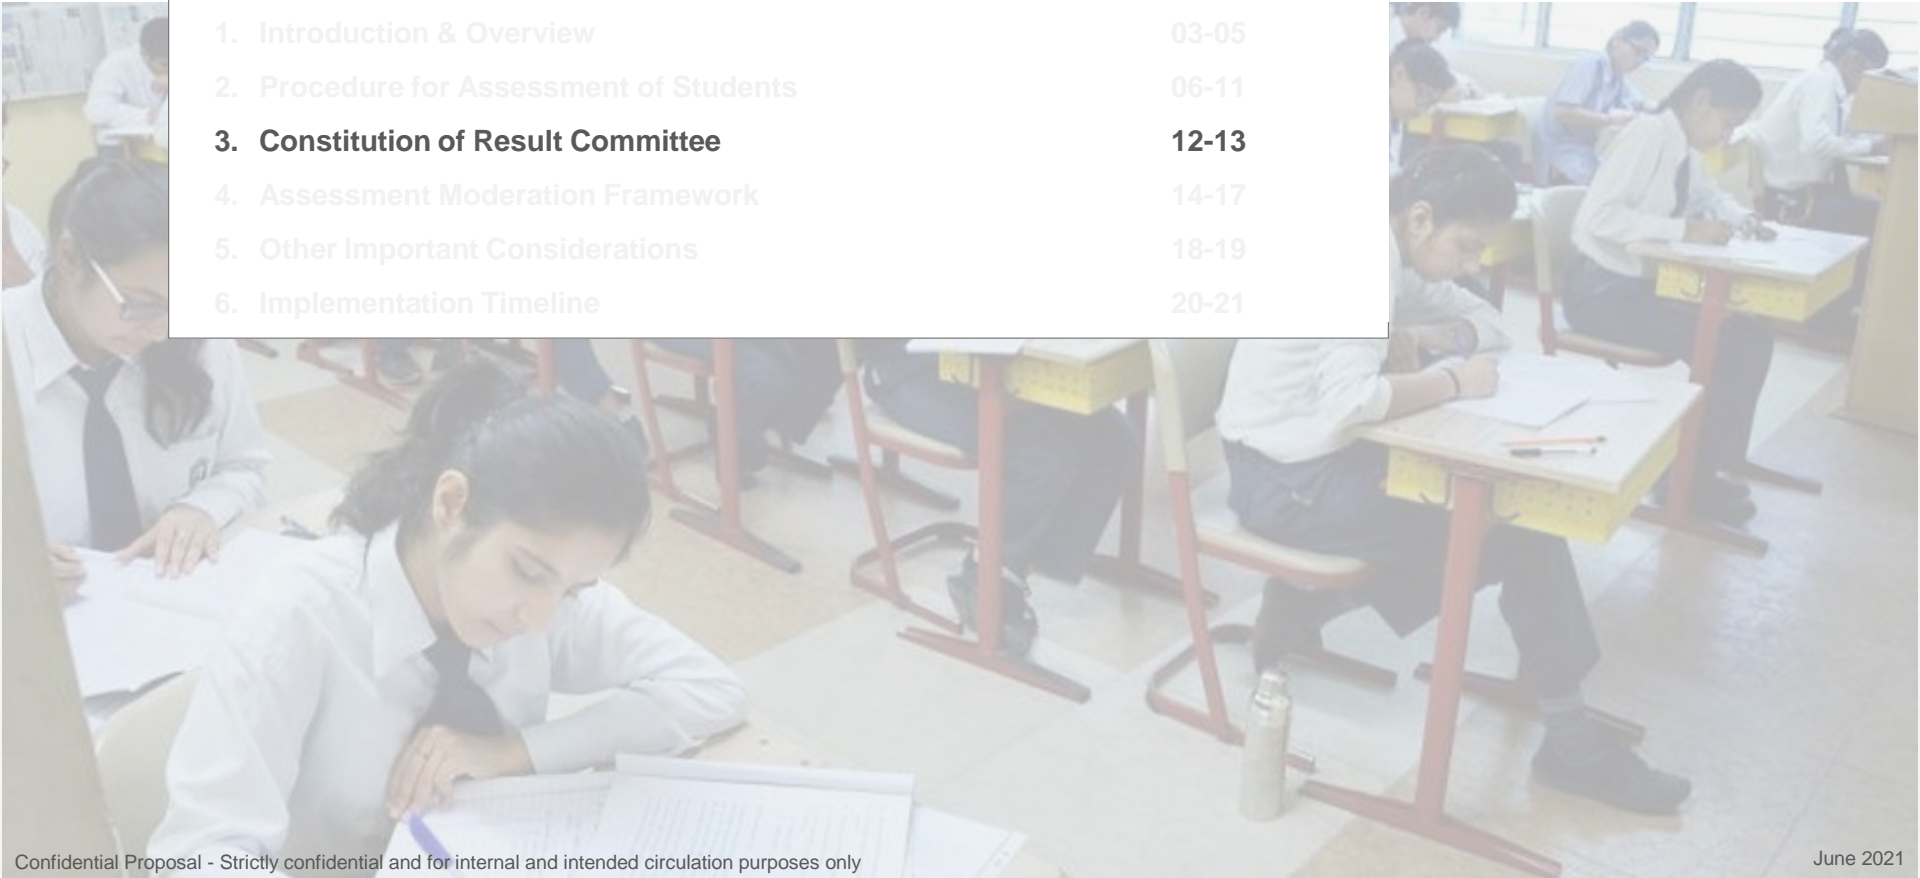 1. Introduction & Overview 03-05
2. Procedure for Assessment of Students 06-11
3. Constitution of Result Committee 12-13
4. Assessment Moderation Framework 14-17
5. Other Important Considerations 18-19
6. Implementation Timeline 20-21
Confidential Proposal - Strictly confidential and for internal and intended circulation purposes only
June 2021